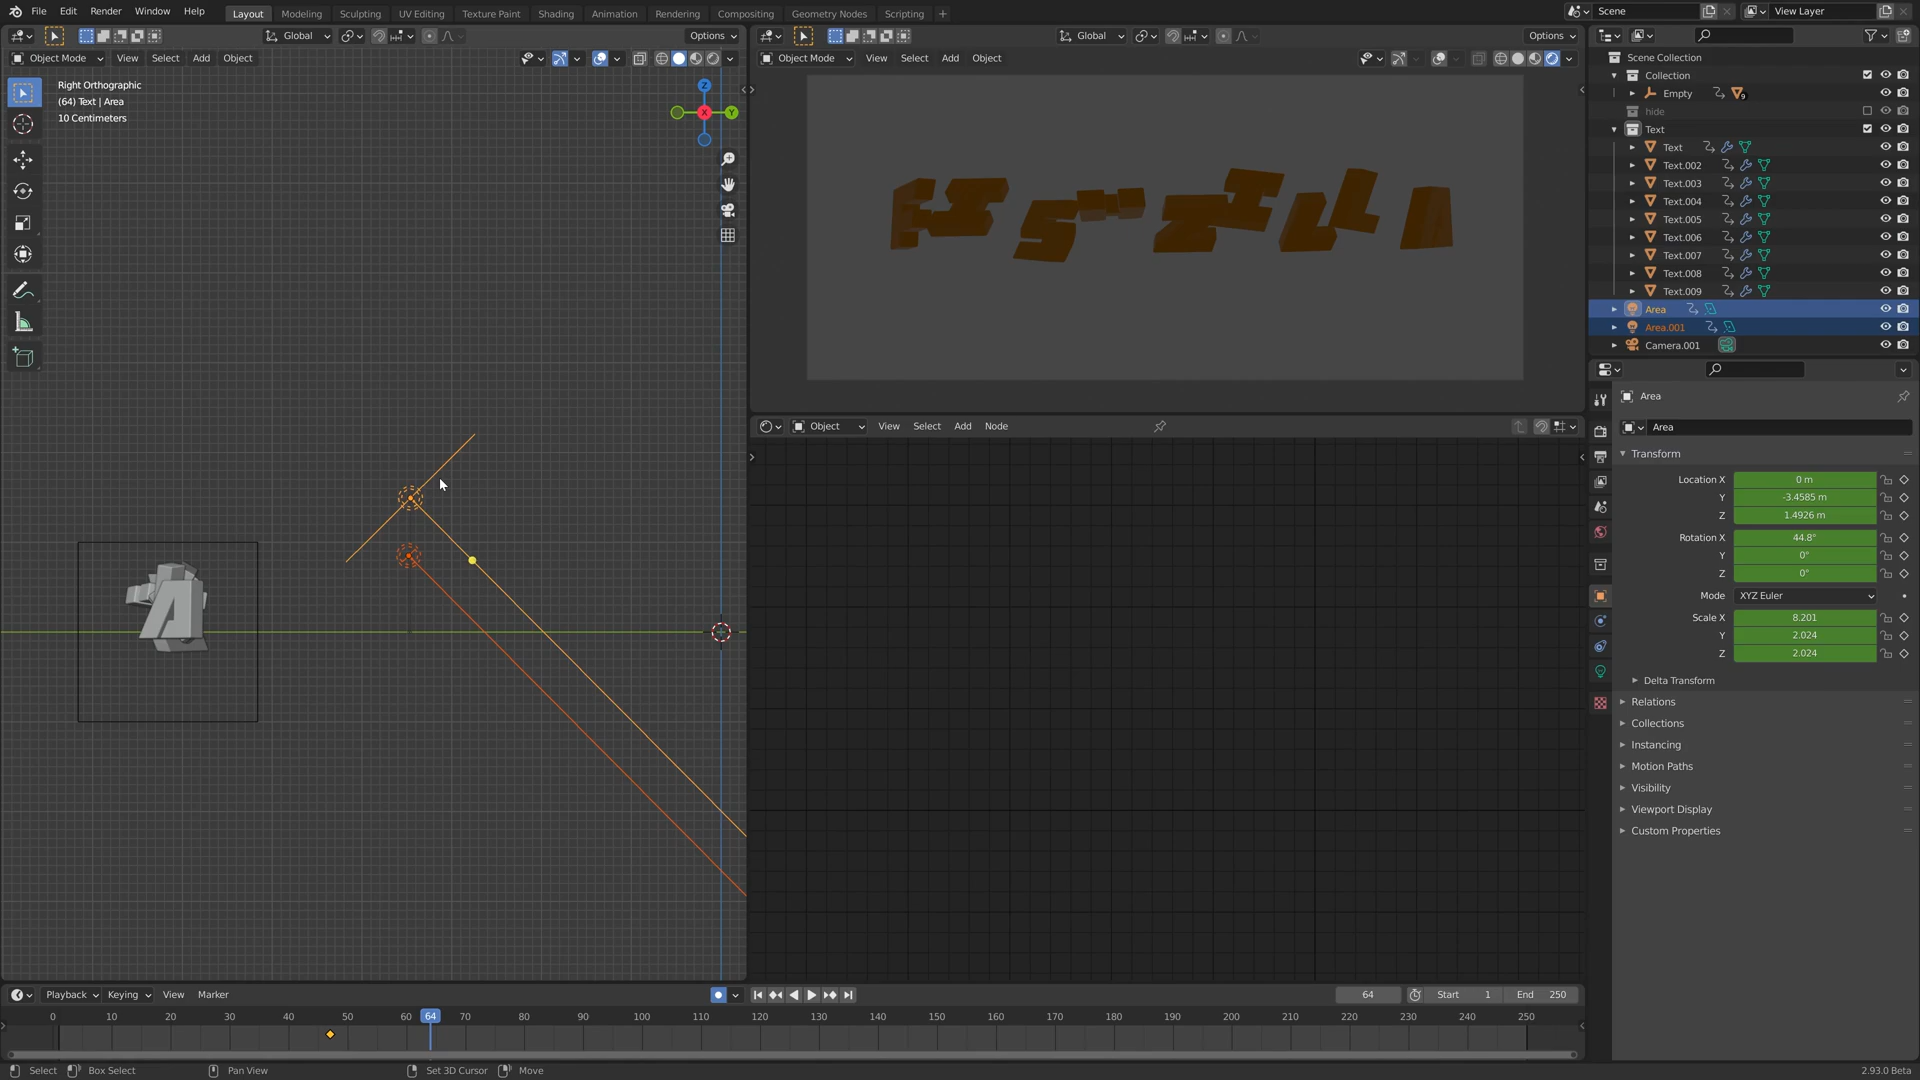 File Edit Render Window Help Layout Modeling Sculpting UV Editing Texture Paint Shading Animation Rendering Compositing Geometry Nodes Scripting + Scene View Layer
Global Options
Object Mode View Select Add Object
Right Orthographic
(64) Text | Area
10 Centimeters
Z
X
Y
A
Global Options
Object Mode View Select Add Object
Object View Select Add Node
Scene Collection
Collection
Empty 9
hide
Text
Text
Text.002
Text.003
Text.004
Text.005
Text.006
Text.007
Text.008
Text.009
Area
Area.001
Camera.001
Area
Area
Transform
Location X 0 m
Y -3.4585 m
Z 1.4926 m
Rotation X 44.8°
Y 0°
Z 0°
Mode XYZ Euler
Scale X 8.201
Y 2.024
Z 2.024
Delta Transform
Relations
Collections
Instancing
Motion Paths
Visibility
Viewport Display
Custom Properties
Playback Keying View Marker 64 Start 1 End 250
0 10 20 30 40 50 60 64 70 80 90 100 110 120 130 140 150 160 170 180 190 200 210 220 230 240 250
Select Box Select Pan View Set 3D Cursor Move 2.93.0 Beta